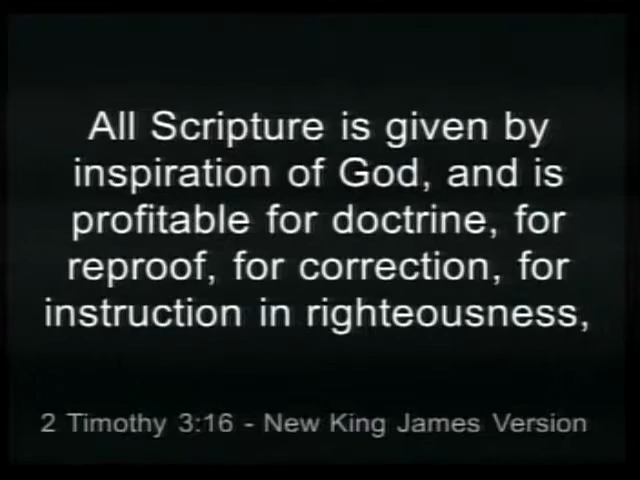 All Scripture is given by
inspiration of God, and is
profitable for doctrine, for
reproof, for correction, for
instruction in righteousness,
2 Timothy 3:16 - New King James Version